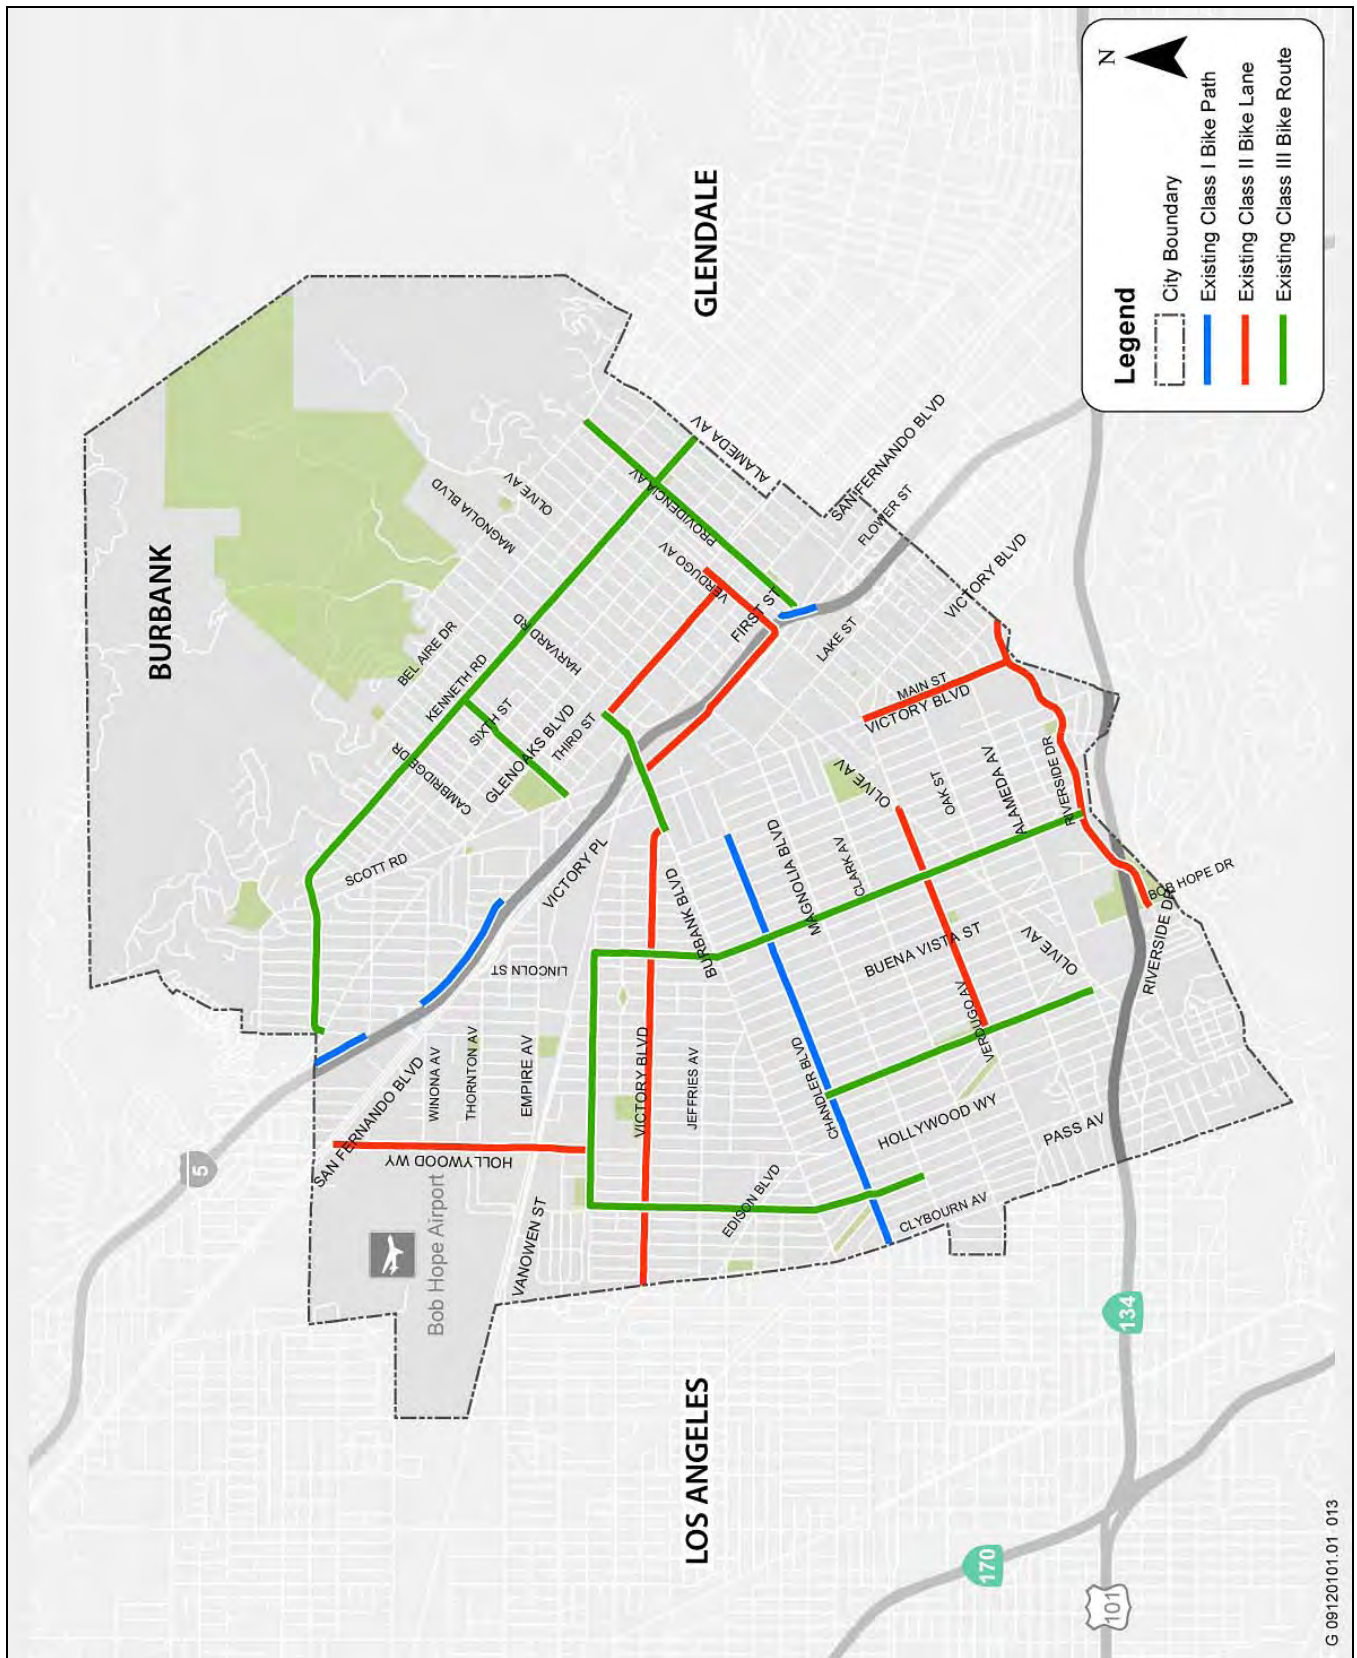 BURBANK
GLENDALE
LOS ANGELES
N
Legend
City Boundary
Existing Class I Bike Path
Existing Class II Bike Lane
Existing Class III Bike Route
MAGNOLIA BLVD
OLIVE AV
BEL AIRE DR
KENNETH RD
HARVARD RD
SIXTH ST
GLENOAKS BLVD
THIRD ST
CAMBRIDGE DR
SCOTT RD
PROVIDENCIA AV
VERDUGO AV
ALAMEDA AV
FIRST ST
SAN FERNANDO BLVD
FLOWER ST
LAKE ST
VICTORY BLVD
MAIN ST
VICTORY BLVD
VICTORY PL
LINCOLN ST
BURBANK BLVD
MAGNOLIA BLVD
CLARK AV
OLIVE AV
OAK ST
ALAMEDA AV
RIVERSIDE DR
BUENA VISTA ST
OLIVE AV
BOB HOPE DR
RIVERSIDE DR
VERDUGO AV
CHANDLER BLVD
HOLLYWOOD WY
PASS AV
CLYBOURN AV
EDISON BLVD
JEFFRIES AV
VICTORY BLVD
EMPIRE AV
THORNTON AV
WINONA AV
SAN FERNANDO BLVD
HOLLYWOOD WY
VANOWEN ST
Bob Hope Airport
5
134
170
101
G 09120101.01 013